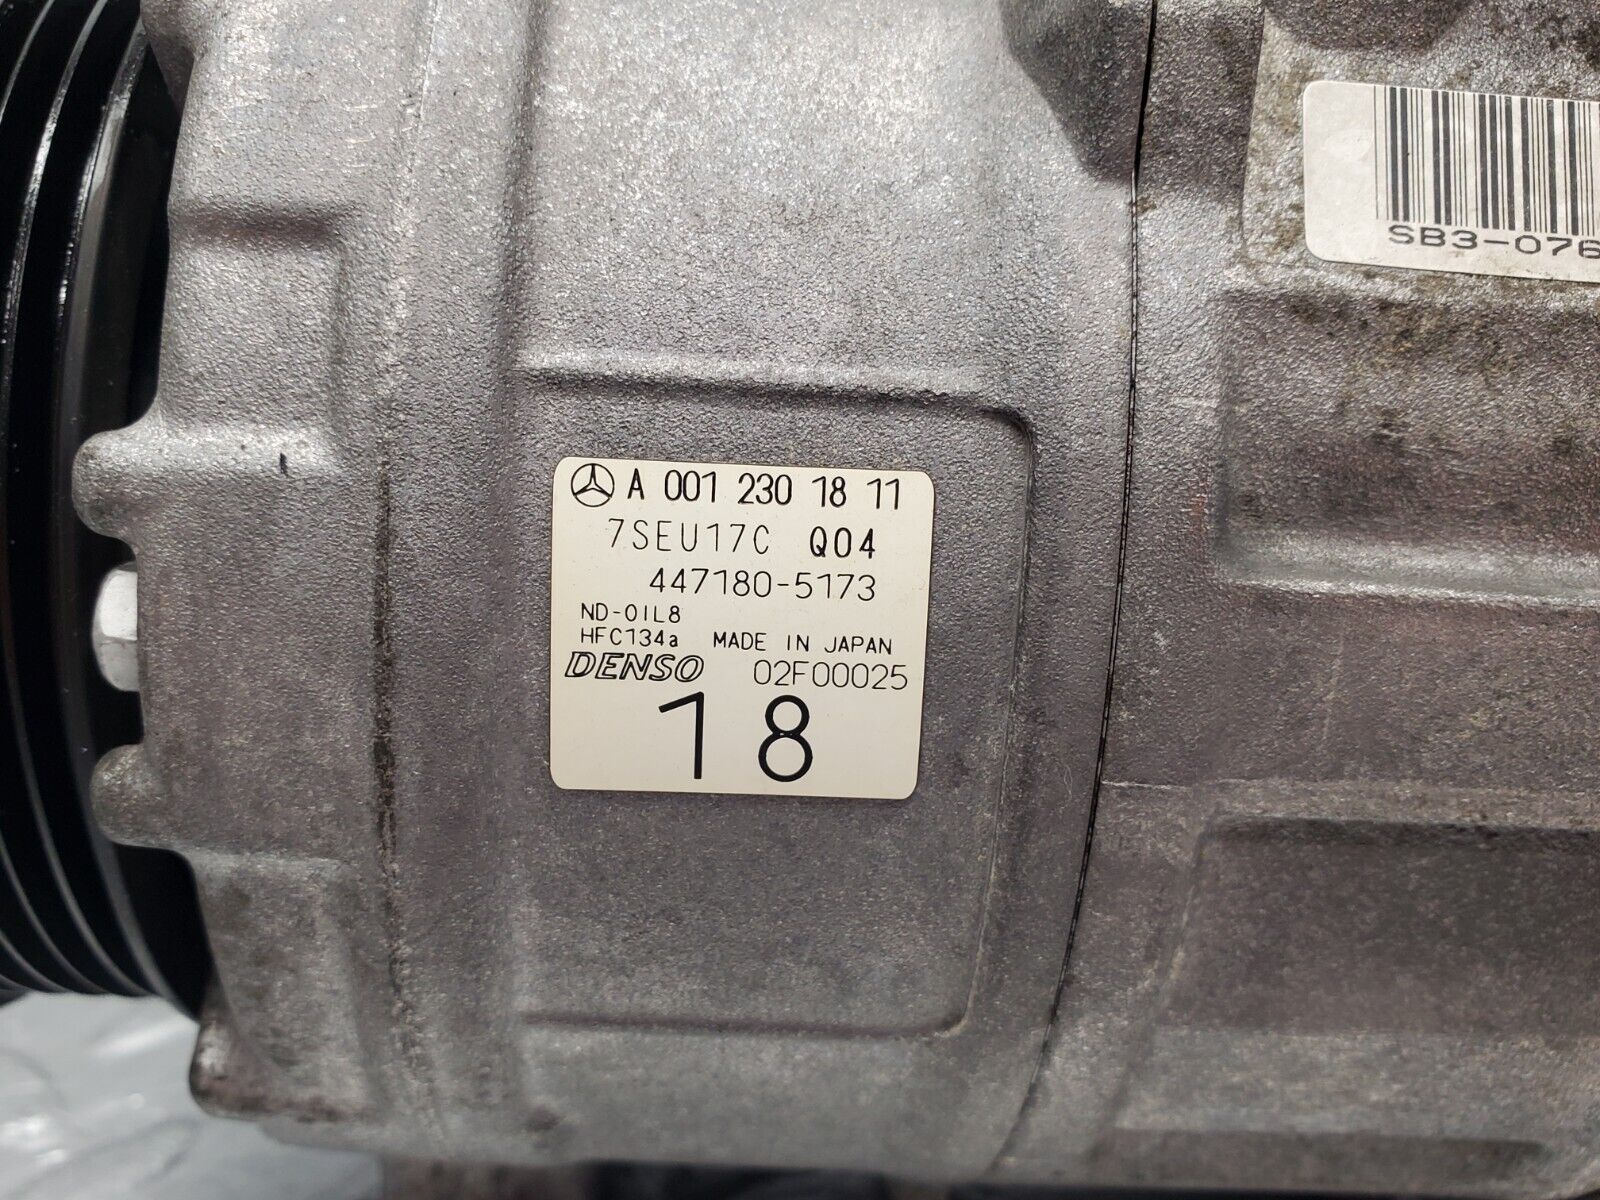 A 001 230 18 11
7SEU17C Q04
447180-5173
ND-OIL8
HFC134a MADE IN JAPAN
DENSO 02F00025
18
SB3-076